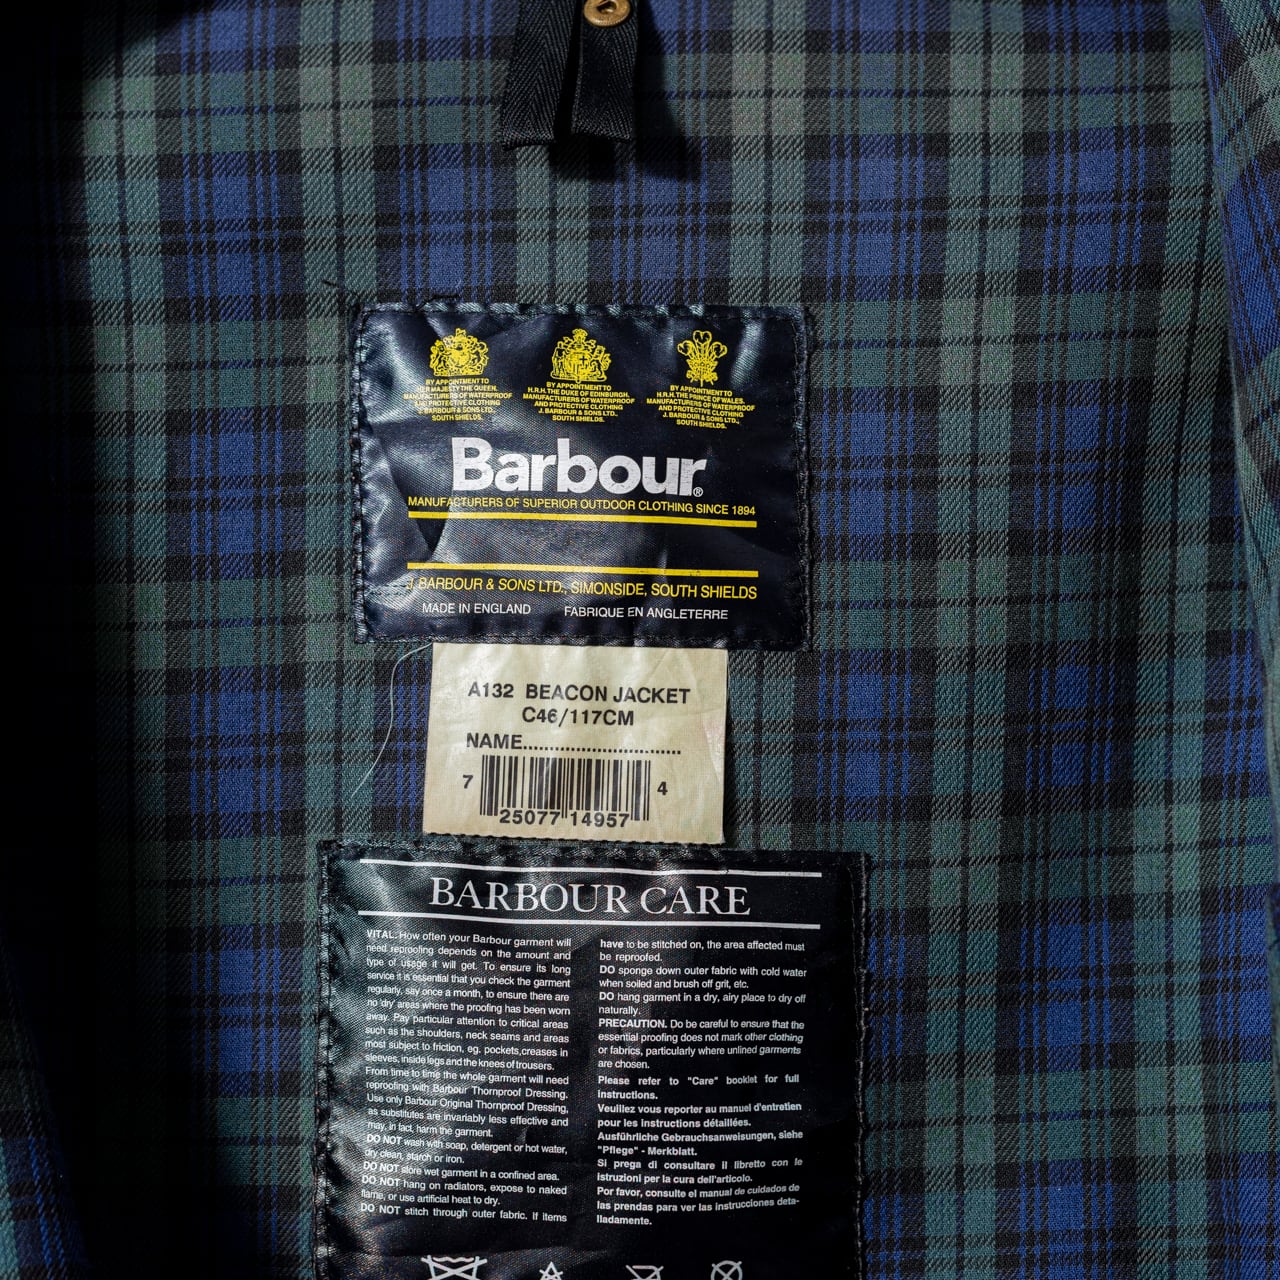 BY APPOINTMENT TO
HER MAJESTY THE QUEEN.
MANUFACTURERS OF WATERPROOF
AND PROTECTIVE CLOTHING
J. BARBOUR & SONS LTD.,
SOUTH SHIELDS.
BY APPOINTMENT TO
H.R.H. THE DUKE OF EDINBURGH.
MANUFACTURERS OF WATERPROOF
AND PROTECTIVE CLOTHING
J. BARBOUR & SONS LTD.,
SOUTH SHIELDS.
BY APPOINTMENT TO
H.R.H. THE PRINCE OF WALES.
MANUFACTURERS OF WATERPROOF
AND PROTECTIVE CLOTHING
J. BARBOUR & SONS LTD.,
SOUTH SHIELDS.
Barbour®
MANUFACTURERS OF SUPERIOR OUTDOOR CLOTHING SINCE 1894
J. BARBOUR & SONS LTD., SIMONSIDE, SOUTH SHIELDS
MADE IN ENGLAND FABRIQUE EN ANGLETERRE
A132 BEACON JACKET
C46/117CM
NAME..............................
7 25077 14957 4
BARBOUR CARE
VITAL. How often your Barbour garment will
need reproofing depends on the amount and
type of usage it will get. To ensure its long
service it is essential that you check the garment
regularly, say once a month, to ensure there are
no 'dry' areas where the proofing has been worn
away. Pay particular attention to critical areas
such as the shoulders, neck seams and areas
most subject to friction, eg. pockets,creases in
sleeves, inside legs and the knees of trousers.
From time to time the whole garment will need
reproofing with Barbour Thornproof Dressing.
Use only Barbour Original Thornproof Dressing,
as substitutes are invariably less effective and
may, in fact, harm the garment.
DO NOT wash with soap, detergent or hot water,
dry clean, starch or iron.
DO NOT store wet garment in a confined area.
DO NOT hang on radiators, expose to naked
flame, or use artificial heat to dry.
DO NOT stitch through outer fabric. If items
have to be stitched on, the area affected must
be reproofed.
DO sponge down outer fabric with cold water
when soiled and brush off grit, etc.
DO hang garment in a dry, airy place to dry off
naturally.
PRECAUTION. Do be careful to ensure that the
essential proofing does not mark other clothing
or fabrics, particularly where unlined garments
are chosen.
Please refer to "Care" booklet for full
instructions.
Veuillez vous reporter au manuel d'entretien
pour les instructions détaillées.
Ausführliche Gebrauchsanweisungen, siehe
"Pflege" - Merkblatt.
Si prega di consultare il libretto con le
istruzioni per la cura dell'articolo.
Por favor, consulte el manual de cuidados de
las prendas para ver las instrucciones deta-
lladamente.